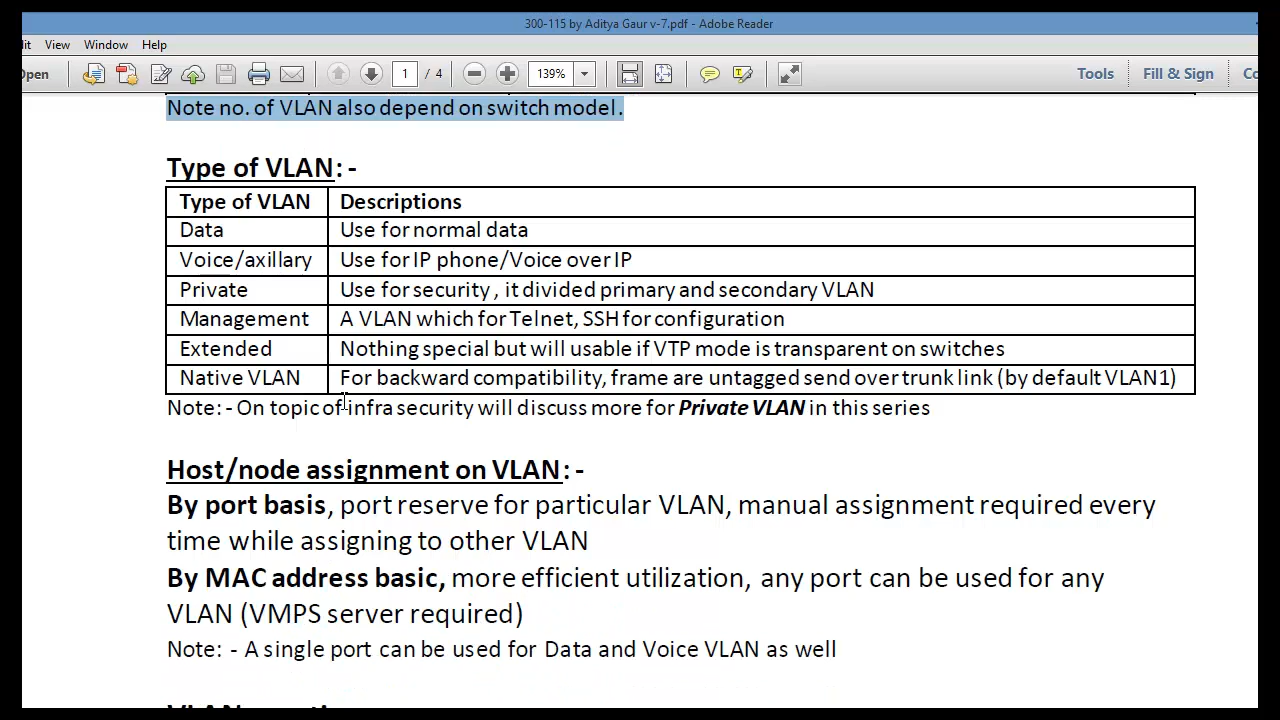 300-115 by Aditya Gaur v-7.pdf - Adobe Reader
View Window Help
Open 1 / 4 139% Tools Fill & Sign
Note no. of VLAN also depend on switch model.
Type of VLAN: -
Type of VLAN Descriptions
Data Use for normal data
Voice/axillary Use for IP phone/Voice over IP
Private Use for security , it divided primary and secondary VLAN
Management A VLAN which for Telnet, SSH for configuration
Extended Nothing special but will usable if VTP mode is transparent on switches
Native VLAN For backward compatibility, frame are untagged send over trunk link (by default VLAN1)
Note: - On topic of infra security will discuss more for Private VLAN in this series
Host/node assignment on VLAN: -
By port basis, port reserve for particular VLAN, manual assignment required every
time while assigning to other VLAN
By MAC address basic, more efficient utilization, any port can be used for any
VLAN (VMPS server required)
Note: - A single port can be used for Data and Voice VLAN as well